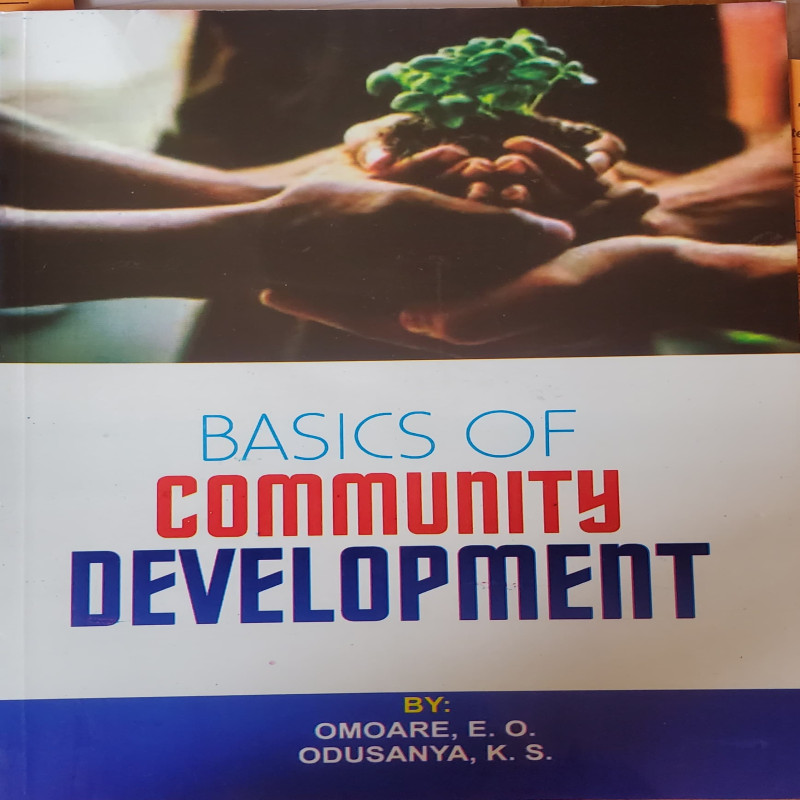 BASICS OF
COMMUNITY
DEVELOPMENT
BY:
OMOARE, E. O.
ODUSANYA, K. S.